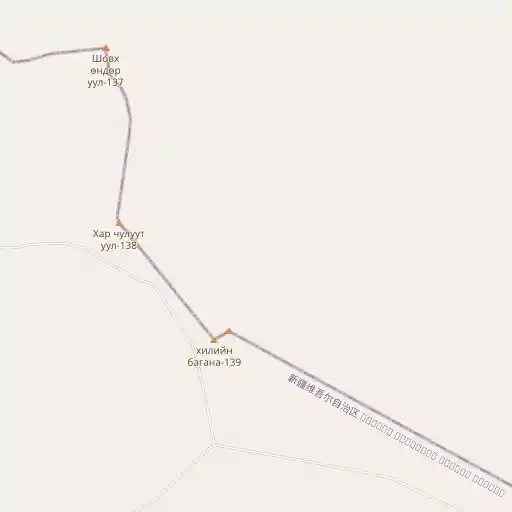 Шовх
өндөр
уул-137
Хар чулуут
уул-138
хилийн
багана-139
新疆维吾尔自治区